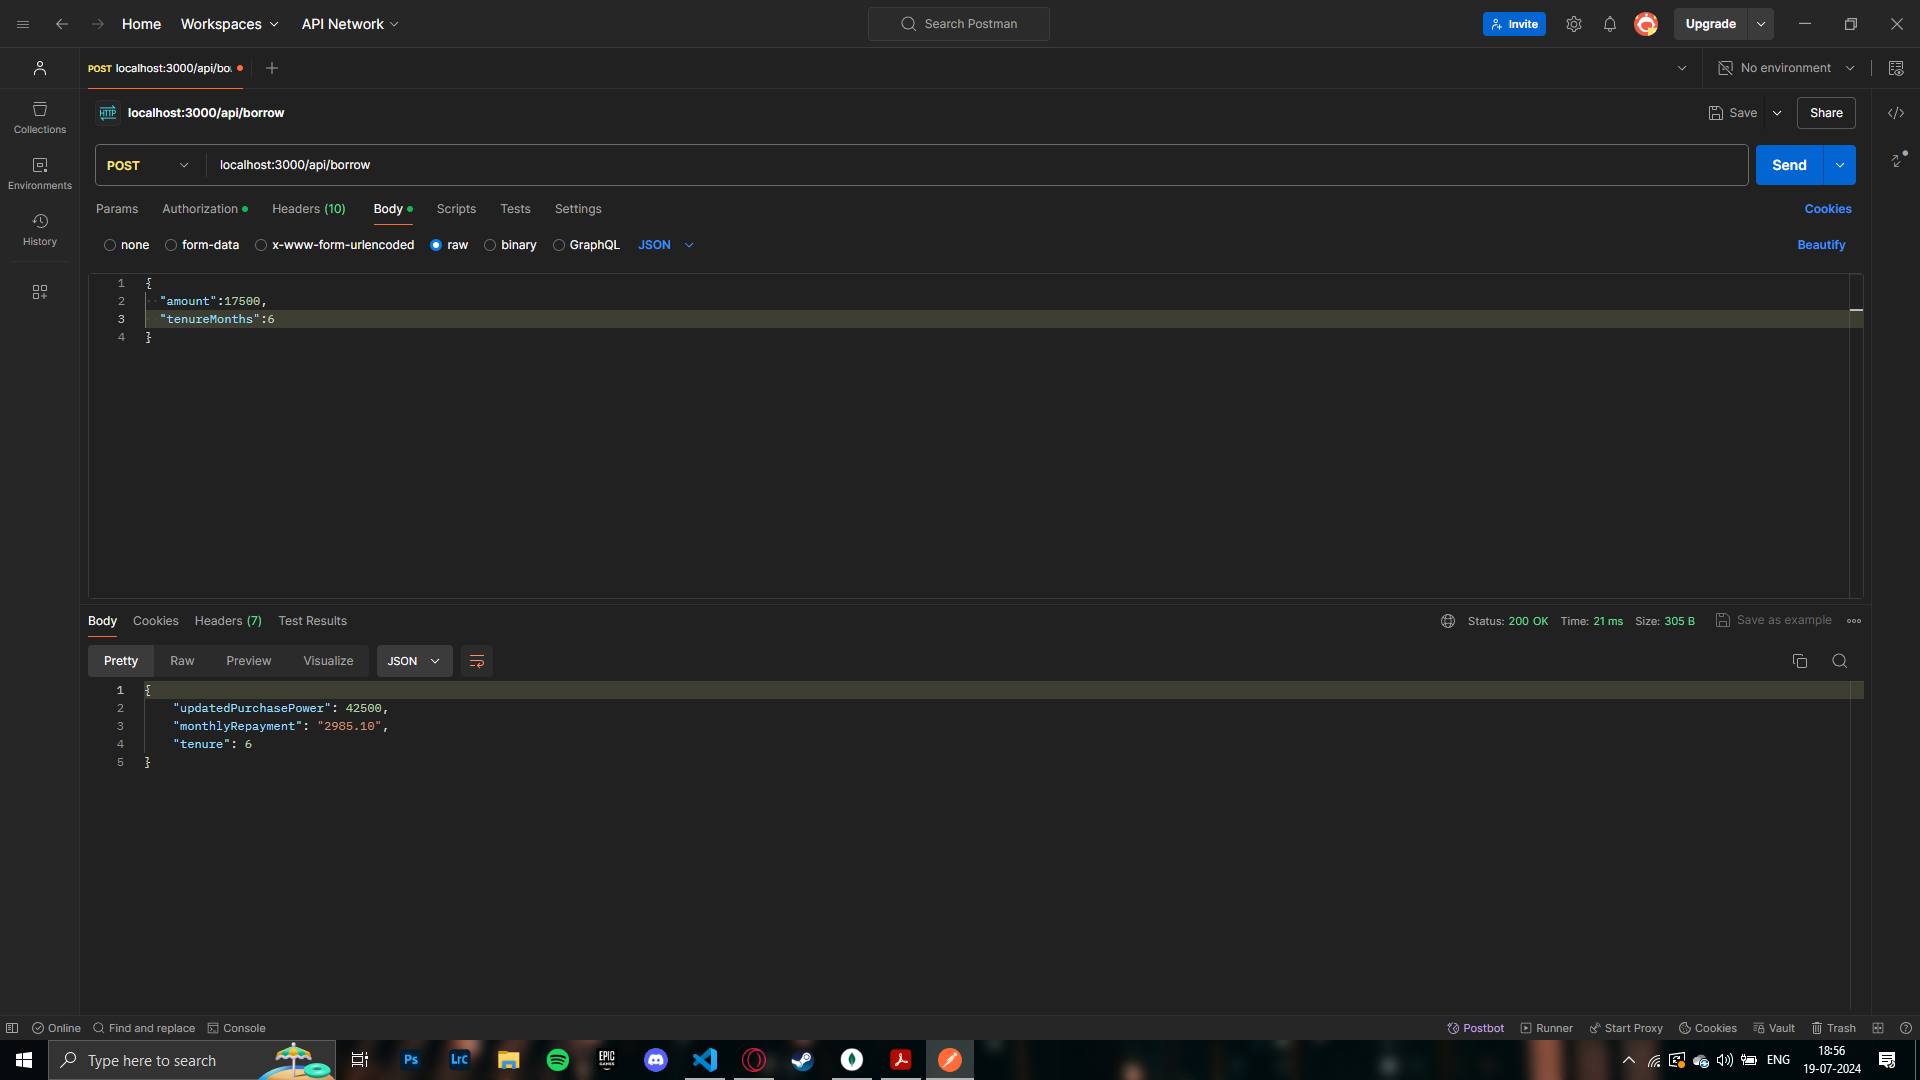 Home Workspaces API Network Search Postman Invite Upgrade
POST localhost:3000/api/bo No environment
HTTP localhost:3000/api/borrow Save Share
Collections
POST localhost:3000/api/borrow Send
Environments
Params Authorization Headers (10) Body Scripts Tests Settings Cookies
History
none form-data x-www-form-urlencoded raw binary GraphQL JSON Beautify
1 {
2 "amount":17500,
3 "tenureMonths":6
4 }
Body Cookies Headers (7) Test Results Status: 200 OK Time: 21 ms Size: 305 B Save as example
Pretty Raw Preview Visualize JSON
1 {
2 "updatedPurchasePower": 42500,
3 "monthlyRepayment": "2985.10",
4 "tenure": 6
5 }
Online Find and replace Console Postbot Runner Start Proxy Cookies Vault Trash
Type here to search Ps Lrc EPIC GAMES ENG 18:56
19-07-2024